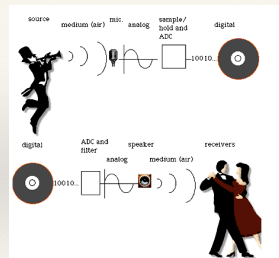 source
medium (air)
mic.
analog
sample/
hold and
ADC
digital
10010...
digital
ADC and
filter
speaker
receivers
10010...
analog
medium (air)